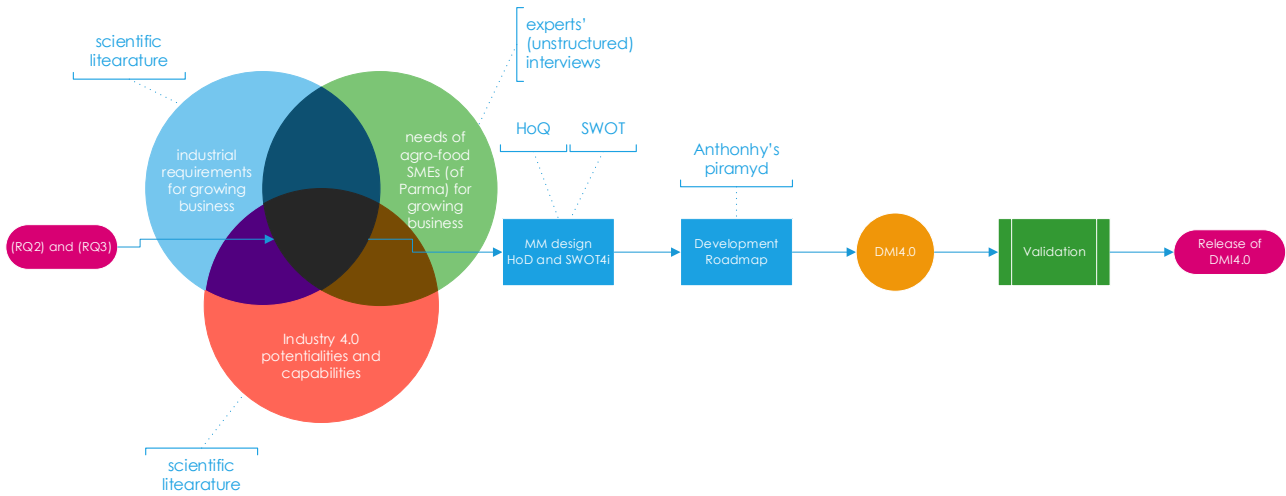 scientific
litearature
experts'
(unstructured)
interviews
industrial
requirements
for growing
business
needs of
agro-food
SMEs (of
Parma) for
growing
business
HoQ
SWOT
Anthonhy's
piramyd
(RQ2) and (RQ3)
MM design
HoD and SWOT4i
Development
Roadmap
DMI4.0
Validation
Release of
DMI4.0
Industry 4.0
potentialities and
capabilities
scientific
litearature